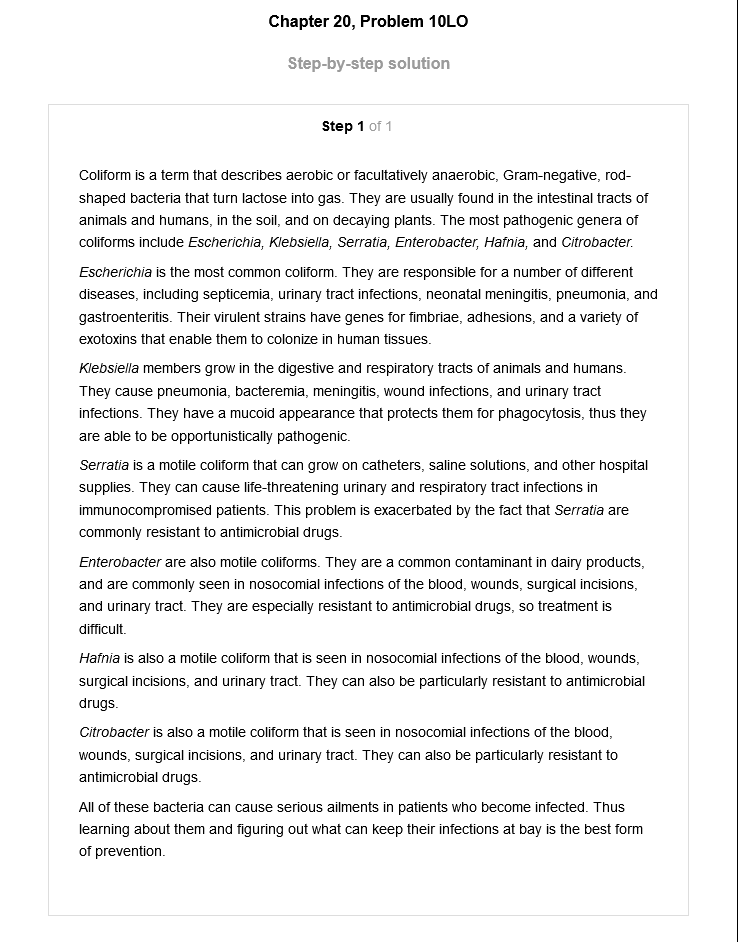 Chapter 20, Problem 10LO
Step-by-step solution
Step 1 of 1
Coliform is a term that describes aerobic or facultatively anaerobic, Gram-negative, rod-
shaped bacteria that turn lactose into gas. They are usually found in the intestinal tracts of
animals and humans, in the soil, and on decaying plants. The most pathogenic genera of
coliforms include Escherichia, Klebsiella, Serratia, Enterobacter, Hafnia, and Citrobacter.
Escherichia is the most common coliform. They are responsible for a number of different
diseases, including septicemia, urinary tract infections, neonatal meningitis, pneumonia, and
gastroenteritis. Their virulent strains have genes for fimbriae, adhesions, and a variety of
exotoxins that enable them to colonize in human tissues.
Klebsiella members grow in the digestive and respiratory tracts of animals and humans.
They cause pneumonia, bacteremia, meningitis, wound infections, and urinary tract
infections. They have a mucoid appearance that protects them for phagocytosis, thus they
are able to be opportunistically pathogenic.
Serratia is a motile coliform that can grow on catheters, saline solutions, and other hospital
supplies. They can cause life-threatening urinary and respiratory tract infections in
immunocompromised patients. This problem is exacerbated by the fact that Serratia are
commonly resistant to antimicrobial drugs.
Enterobacter are also motile coliforms. They are a common contaminant in dairy products,
and are commonly seen in nosocomial infections of the blood, wounds, surgical incisions,
and urinary tract. They are especially resistant to antimicrobial drugs, so treatment is
difficult.
Hafnia is also a motile coliform that is seen in nosocomial infections of the blood, wounds,
surgical incisions, and urinary tract. They can also be particularly resistant to antimicrobial
drugs.
Citrobacter is also a motile coliform that is seen in nosocomial infections of the blood,
wounds, surgical incisions, and urinary tract. They can also be particularly resistant to
antimicrobial drugs.
All of these bacteria can cause serious ailments in patients who become infected. Thus
learning about them and figuring out what can keep their infections at bay is the best form
of prevention.